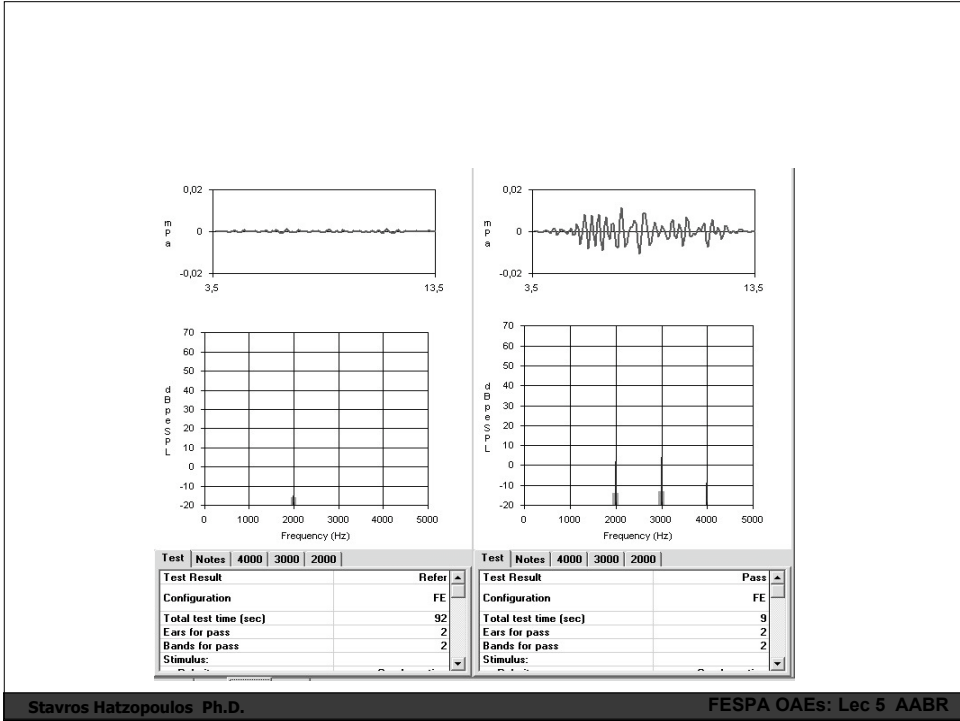 0,02
m
p
a
0
-0,02
3,5 13,5
0,02
m
p
a
0
-0,02
3,5 13,5
70
60
50
40
30
20
10
0
-10
-20
dBpeSPL
0 1000 2000 3000 4000 5000
Frequency (Hz)
70
60
50
40
30
20
10
0
-10
-20
dBpeSPL
0 1000 2000 3000 4000 5000
Frequency (Hz)
Test Notes 4000 3000 2000
Test Result Refer
Configuration FE
Total test time (sec) 92
Ears for pass 2
Bands for pass 2
Stimulus:
Test Notes 4000 3000 2000
Test Result Pass
Configuration FE
Total test time (sec) 9
Ears for pass 2
Bands for pass 2
Stimulus:
Stavros Hatzopoulos Ph.D. FESPA OAEs: Lec 5 AABR